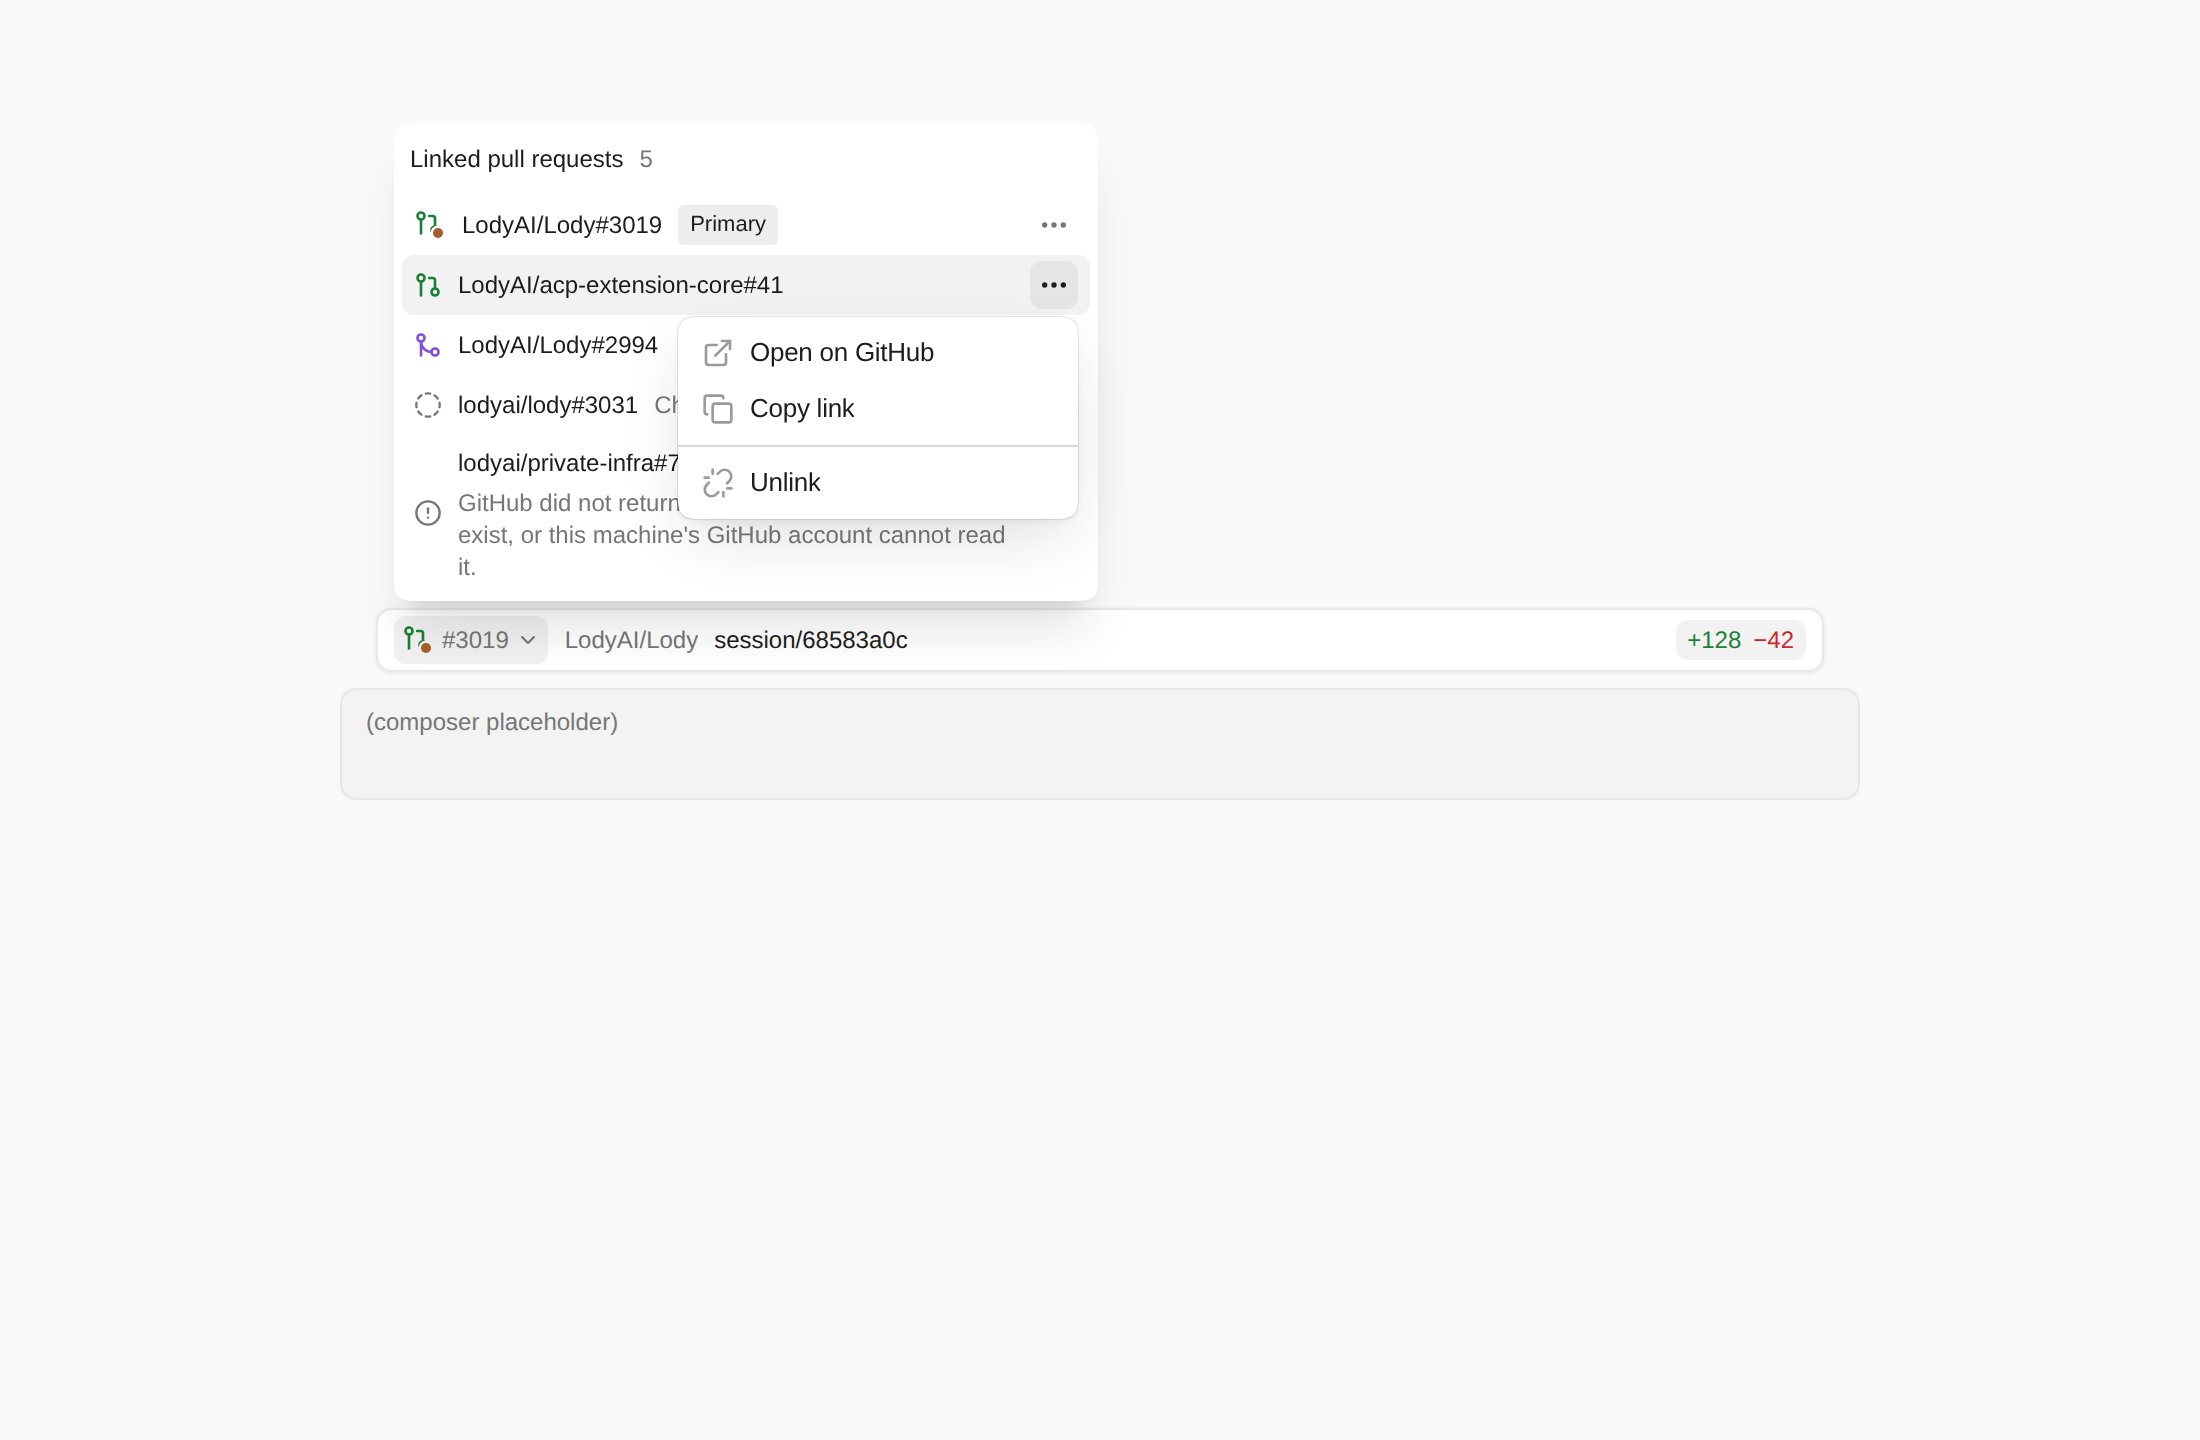 Linked pull requests 5
LodyAI/Lody#3019 Primary
LodyAI/acp-extension-core#41
LodyAI/Lody#2994
Open on GitHub
lodyai/lody#3031
Copy link
lodyai/private-infra#7
Unlink
GitHub did not return
exist, or this machine's GitHub account cannot read
it.
#3019 LodyAI/Lody session/68583a0c +128 −42
(composer placeholder)